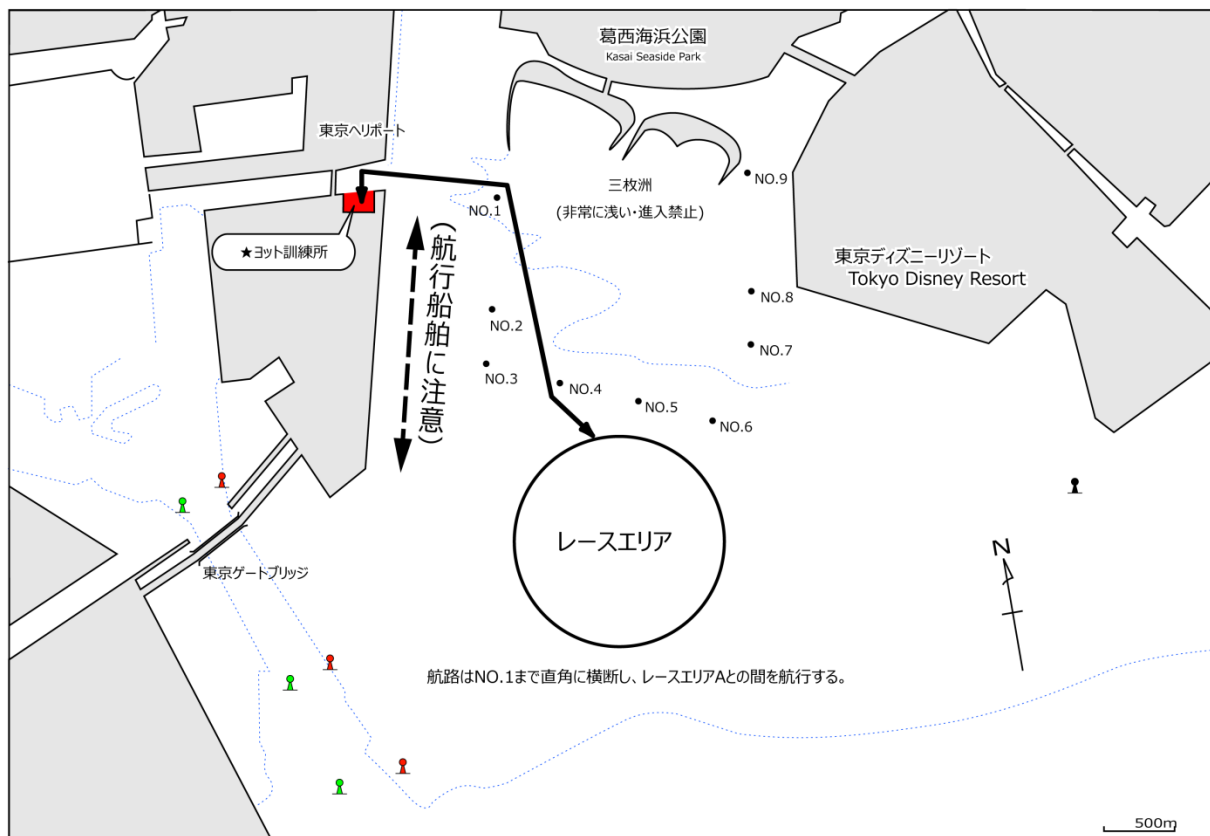 葛西海浜公園
Kasai Seaside Park
東京ヘリポート
三枚洲
(非常に浅い・進入禁止)
NO.9
NO.1
★ヨット訓練所
(航行船舶に注意)
東京ディズニーリゾート
Tokyo Disney Resort
NO.8
NO.2
NO.7
NO.3
NO.4
NO.5
NO.6
レースエリア
N
東京ゲートブリッジ
航路はNO.1まで直角に横断し、レースエリアAとの間を航行する。
500m